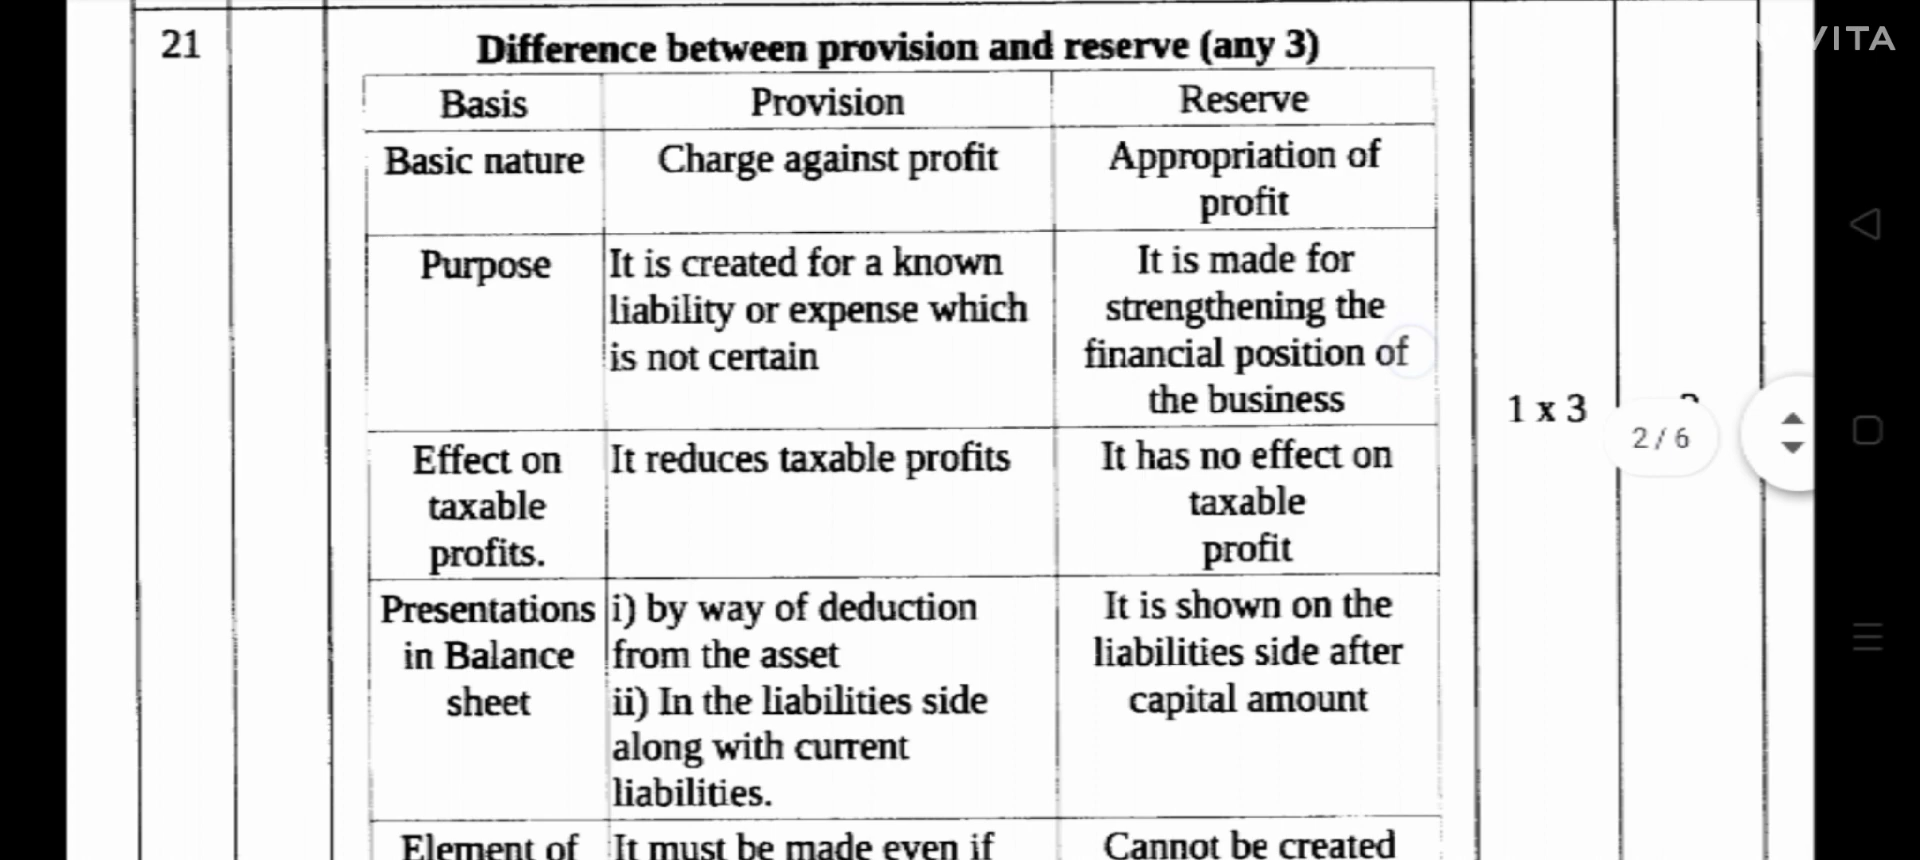 21
Difference between provision and reserve (any 3)
Basis Provision Reserve
Basic nature Charge against profit Appropriation of
profit
Purpose It is created for a known
liability or expense which
is not certain
It is made for
strengthening the
financial position of
the business
Effect on
taxable
profits.
It reduces taxable profits
It has no effect on
taxable
profit
Presentations
in Balance
sheet
i) by way of deduction
from the asset
ii) In the liabilities side
along with current
liabilities.
It is shown on the
liabilities side after
capital amount
Element of
It must be made even if
Cannot be created
1 x 3
2 / 6
VITA